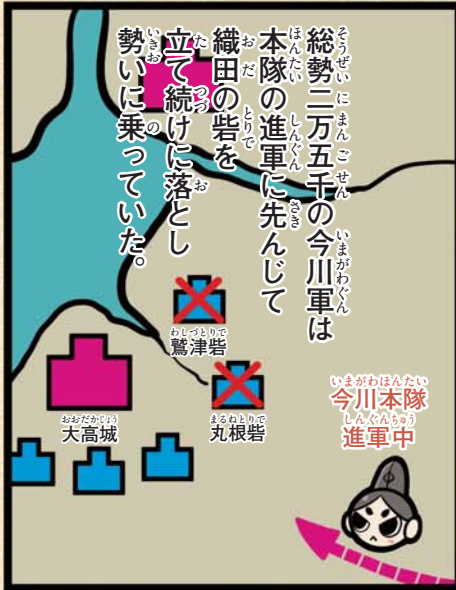 総勢二万五千の今川軍は
本隊の進軍に先んじて
織田の砦を
立て続けに落とし
勢いに乗っていた。
鷲津砦
丸根砦
大高城
今川本隊
進軍中